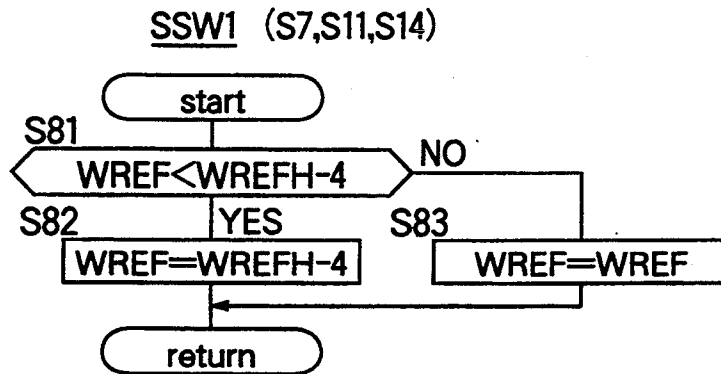 SSW1 (S7,S11,S14)
start
S81
WREF<WREFH-4
NO
S82
YES
S83
WREF=WREFH-4
WREF=WREF
return